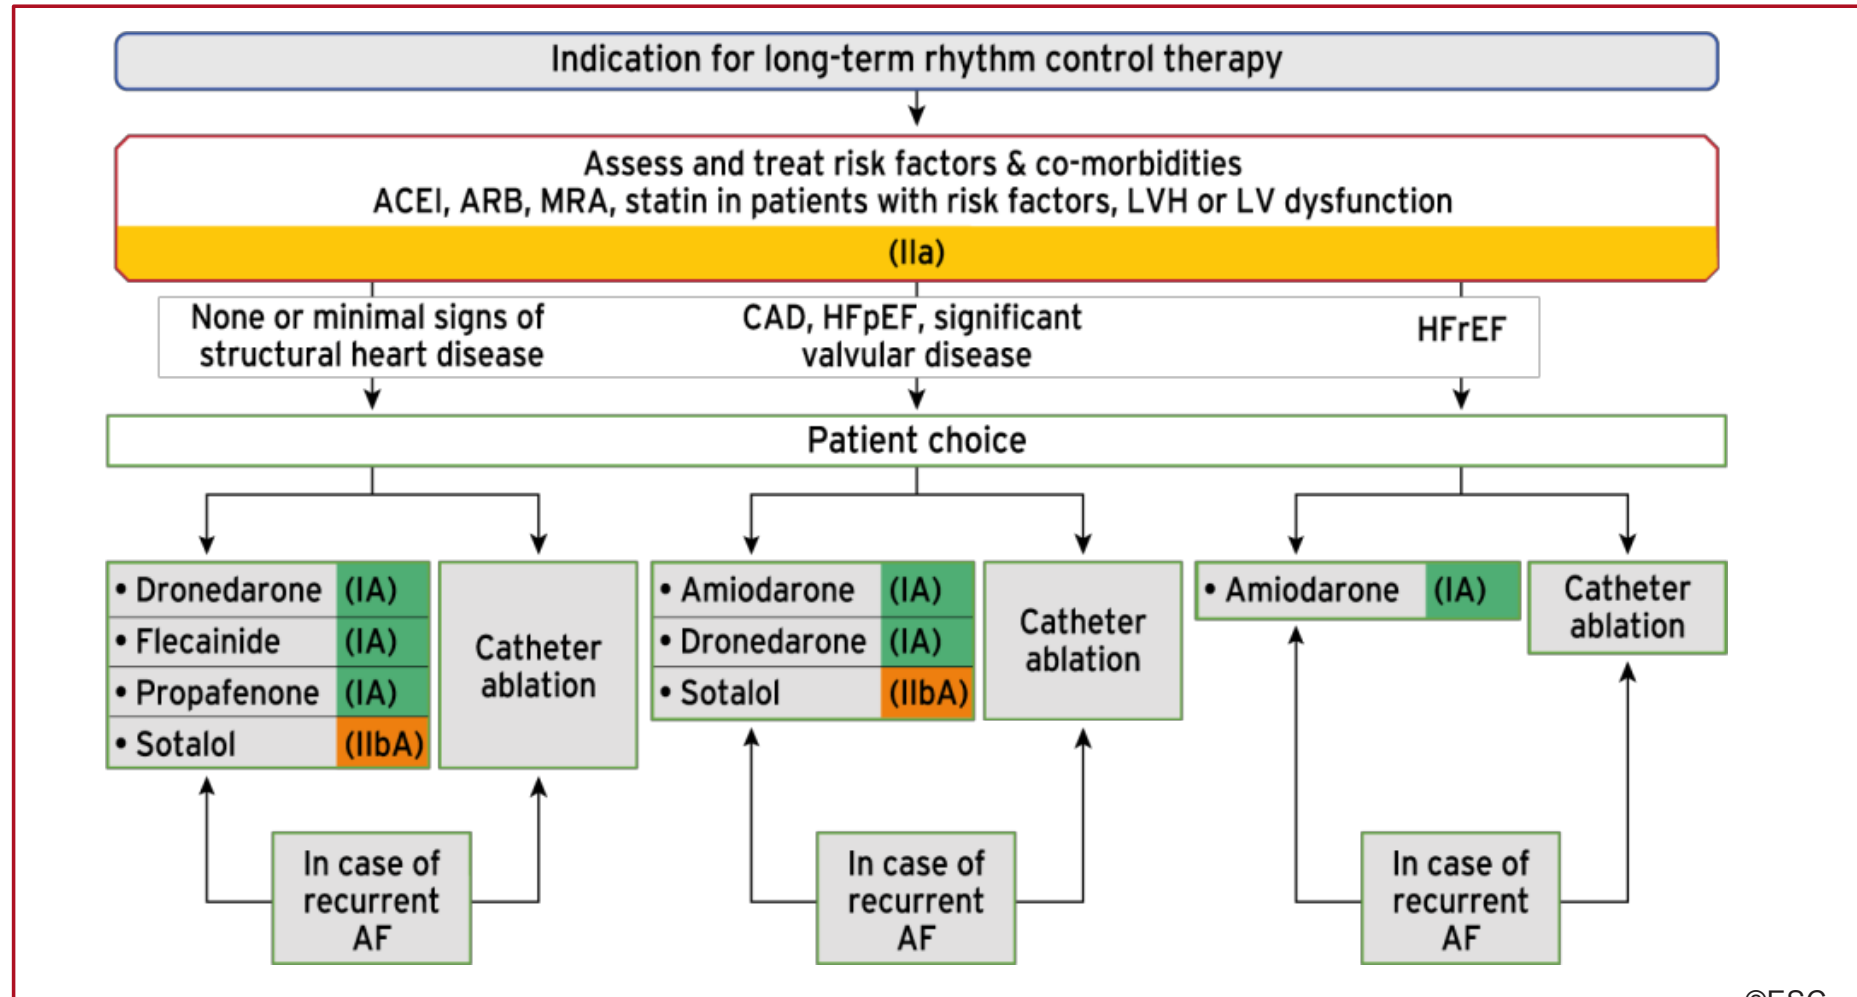 Indication for long-term rhythm control therapy
Assess and treat risk factors & co-morbidities
ACEI, ARB, MRA, statin in patients with risk factors, LVH or LV dysfunction
(IIa)
None or minimal signs of
structural heart disease
CAD, HFpEF, significant
valvular disease
HFrEF
Patient choice
• Dronedarone (IA)
• Flecainide (IA)
• Propafenone (IA)
• Sotalol (IIbA)
Catheter
ablation
• Amiodarone (IA)
• Dronedarone (IA)
• Sotalol (IIbA)
Catheter
ablation
• Amiodarone (IA)
Catheter
ablation
In case of
recurrent
AF
In case of
recurrent
AF
In case of
recurrent
AF
©ESC